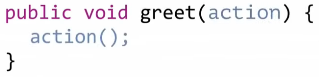 public void greet(action) {
  action();
}